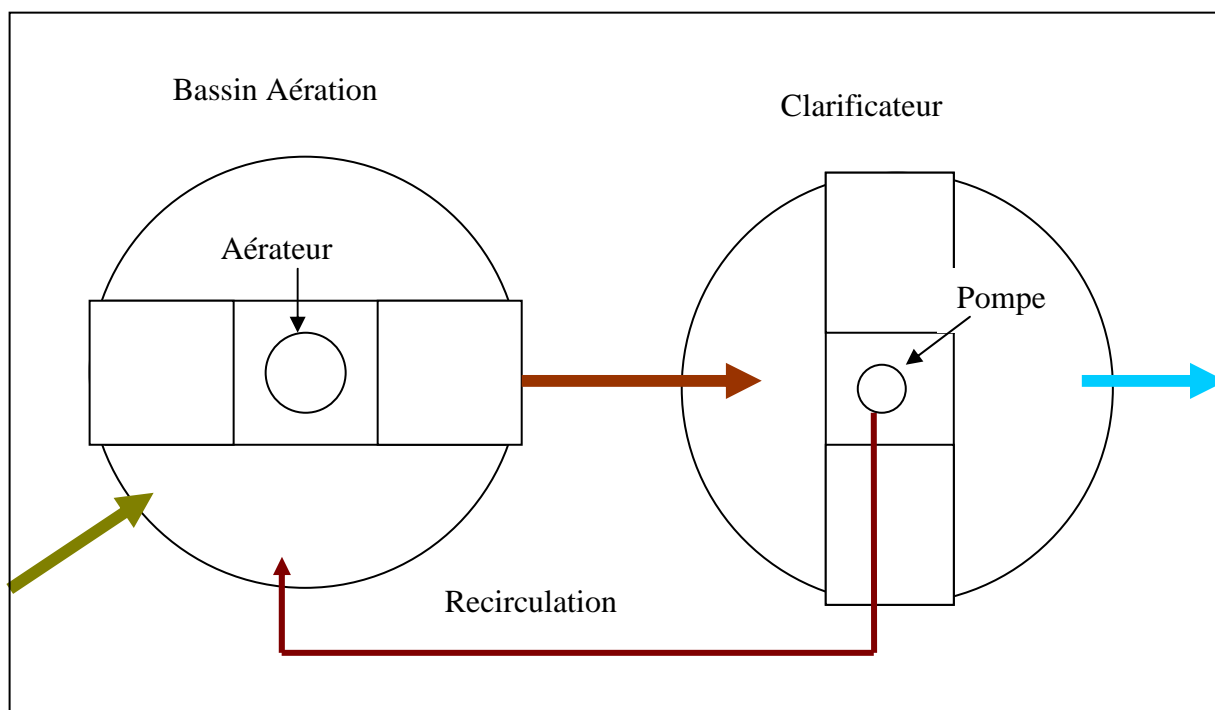 Bassin Aération
Clarificateur
Aérateur
Pompe
Recirculation